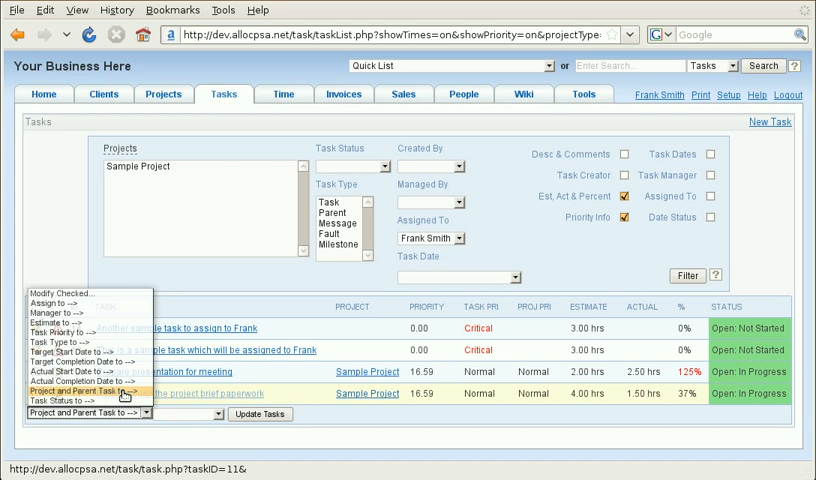 File Edit View History Bookmarks Tools Help
http://dev.allocpsa.net/task/taskList.php?showTimes=on&showPriority=on&projectType:
Google
Your Business Here
Quick List
or
Enter Search...
Tasks
Search
?
Home Clients Projects Tasks Time Invoices Sales People Wiki Tools
Frank Smith Print Setup Help Logout
Tasks
New Task
Projects
Sample Project
Task Status
Task Type
Task
Parent
Message
Fault
Milestone
Created By
Managed By
Assigned To
Frank Smith
Task Date
Desc & Comments
Task Dates
Task Creator
Task Manager
Est, Act & Percent
Assigned To
Priority Info
Date Status
Filter
?
TASK PROJECT PRIORITY TASK PRI PROJ PRI ESTIMATE ACTUAL % STATUS
Another sample task to assign to Frank 0.00 Critical 3.00 hrs 0% Open: Not Started
is a sample task which will be assigned to Frank 0.00 Critical 3.00 hrs 0% Open: Not Started
presentation for meeting Sample Project 16.59 Normal Normal 2.00 hrs 2.50 hrs 125% Open: In Progress
the project brief paperwork Sample Project 16.59 Normal Normal 4.00 hrs 1.50 hrs 37% Open: In Progress
Modify Checked...
Assign to -->
Manager to -->
Estimate to -->
Task Priority to -->
Task Type to -->
Target Start Date to -->
Target Completion Date to -->
Actual Start Date to -->
Actual Completion Date to -->
Project and Parent Task to -->
Task Status to -->
Project and Parent Task to -->
Update Tasks
http://dev.allocpsa.net/task/task.php?taskID=11&